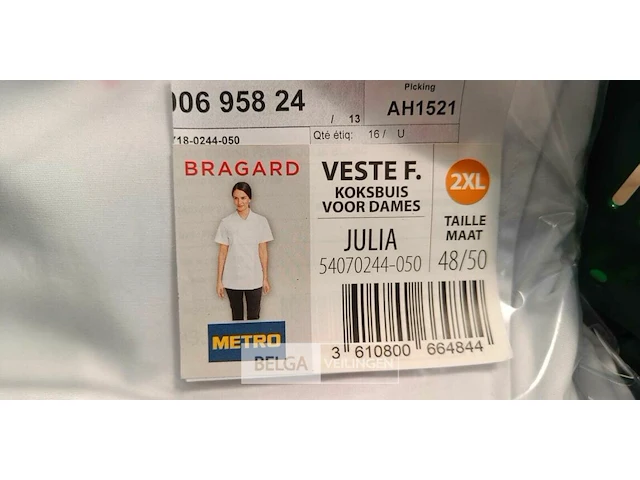 006 958 24
/ 13
Picking
AH1521
718-0244-050
Qté étiq: 16 / U
BRAGARD
METRO
VESTE F.
KOKSBUIS
VOOR DAMES
JULIA
54070244-050
2XL
TAILLE
MAAT
48/50
3 610800 664844
BELGA VEILINGEN